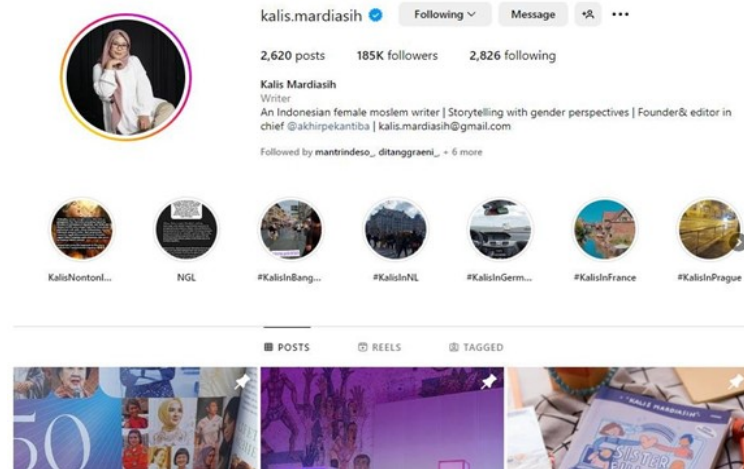 kalis.mardiasih
Following
Message
2,620 posts 185K followers 2,826 following
Kalis Mardiasih
Writer
An Indonesian female moslem writer | Storytelling with gender perspectives | Founder& editor in
chief @akhirpekantiba | kalis.mardiasih@gmail.com
Followed by mantrindeso_, ditanggraeni_, + 6 more
KalisNontonI...
NGL
#KalisInBang...
#KalisInNL
#KalisInGerm...
#KalisInFrance
#KalisInPrague
POSTS
REELS
TAGGED
50
"KALIS MARDIASIH"
SISTER